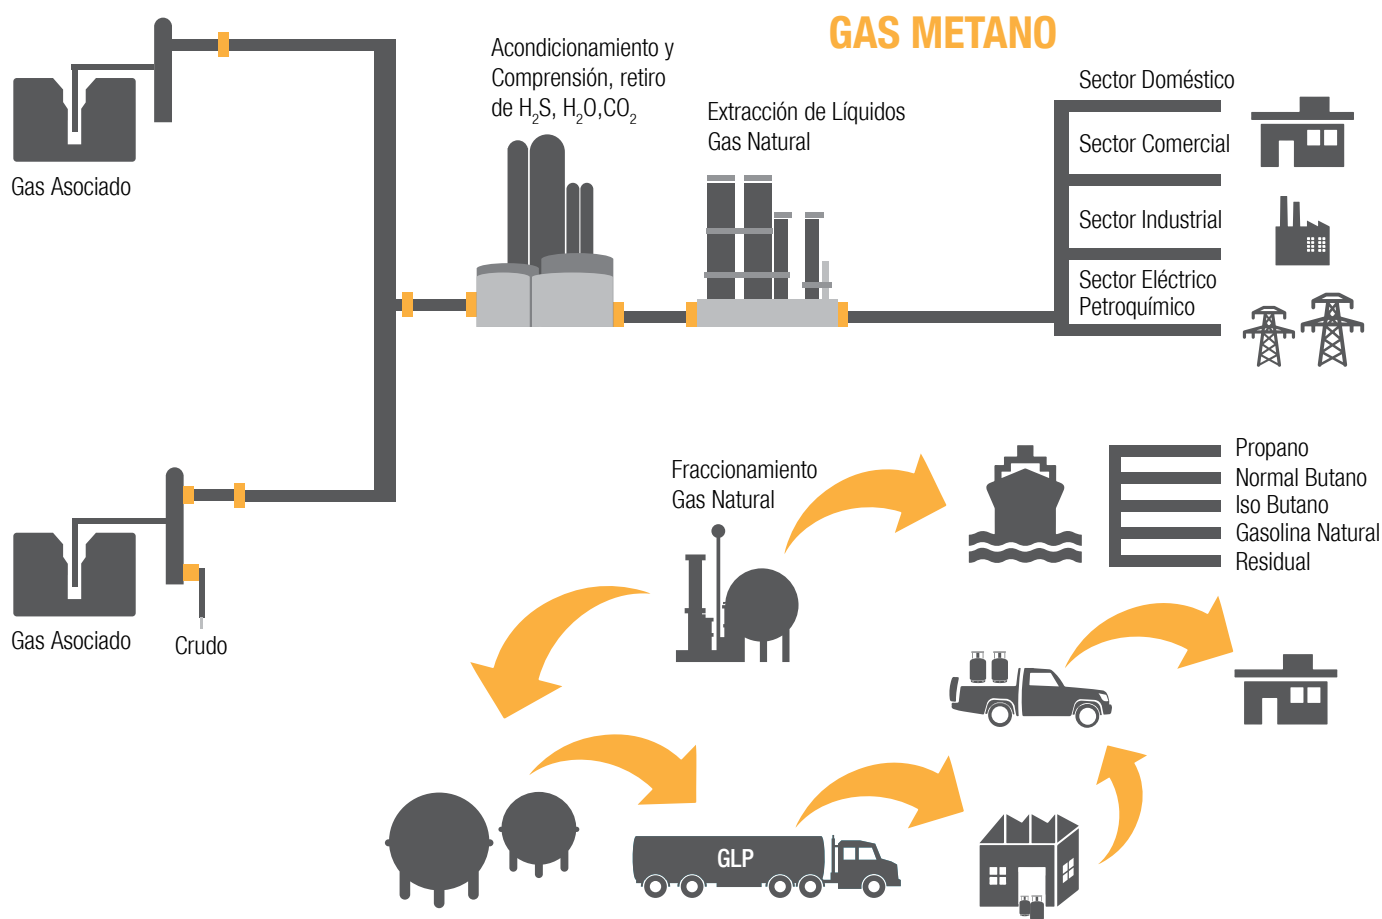 GAS METANO
Acondicionamiento y
Comprensión, retiro
de H₂S, H₂O,CO₂
Extracción de Líquidos
Gas Natural
Sector Doméstico
Sector Comercial
Sector Industrial
Sector Eléctrico
Petroquímico
Gas Asociado
Gas Asociado
Crudo
Fraccionamiento
Gas Natural
Propano
Normal Butano
Iso Butano
Gasolina Natural
Residual
GLP